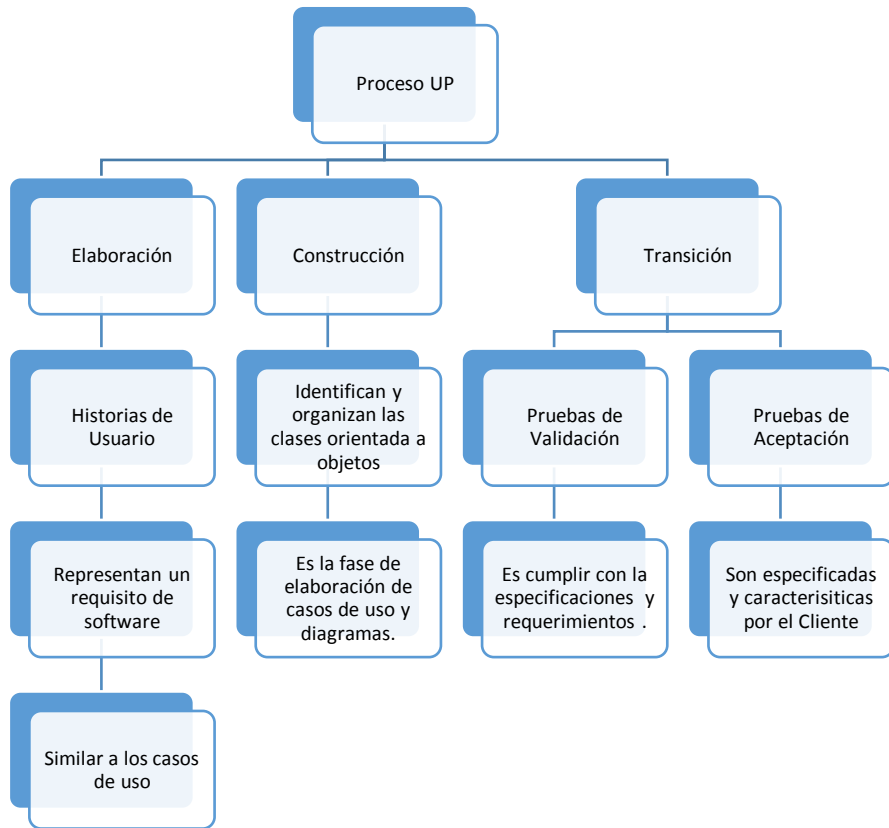 Proceso UP
Elaboración
Construcción
Transición
Historias de
Usuario
Identifican y
organizan las
clases orientada a
objetos
Pruebas de
Validación
Pruebas de
Aceptación
Representan un
requisito de
software
Es la fase de
elaboración de
casos de uso y
diagramas.
Es cumplir con la
especificaciones y
requerimientos .
Son especificadas
y caracterisiticas
por el Cliente
Similar a los casos
de uso